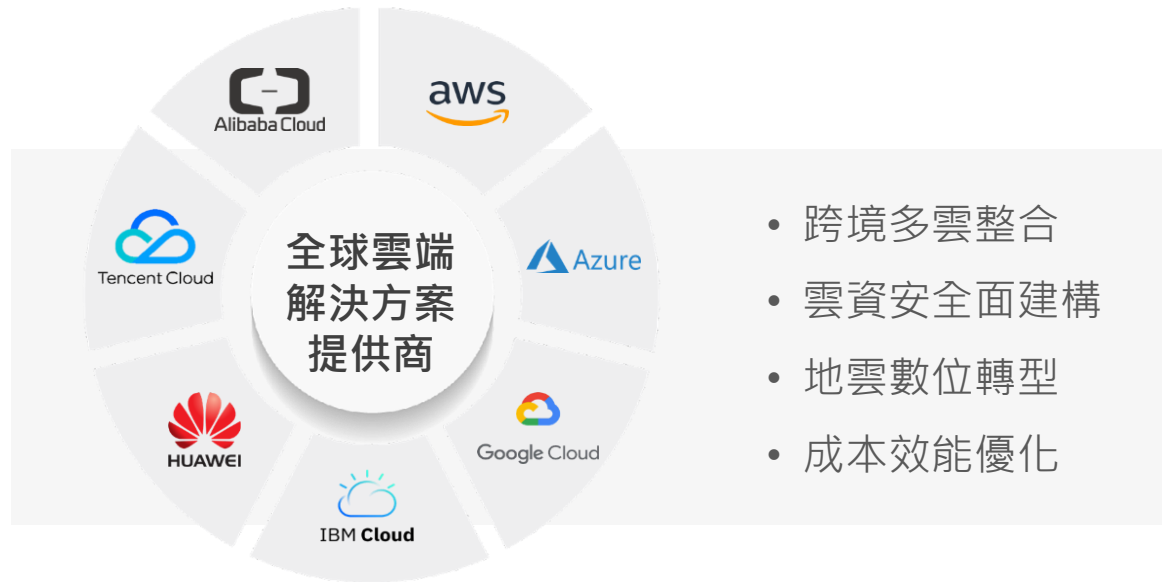 Alibaba Cloud
aws
Tencent Cloud
Azure
全球雲端
解決方案
提供商
HUAWEI
Google Cloud
IBM Cloud
• 跨境多雲整合
• 雲資安全面建構
• 地雲數位轉型
• 成本效能優化